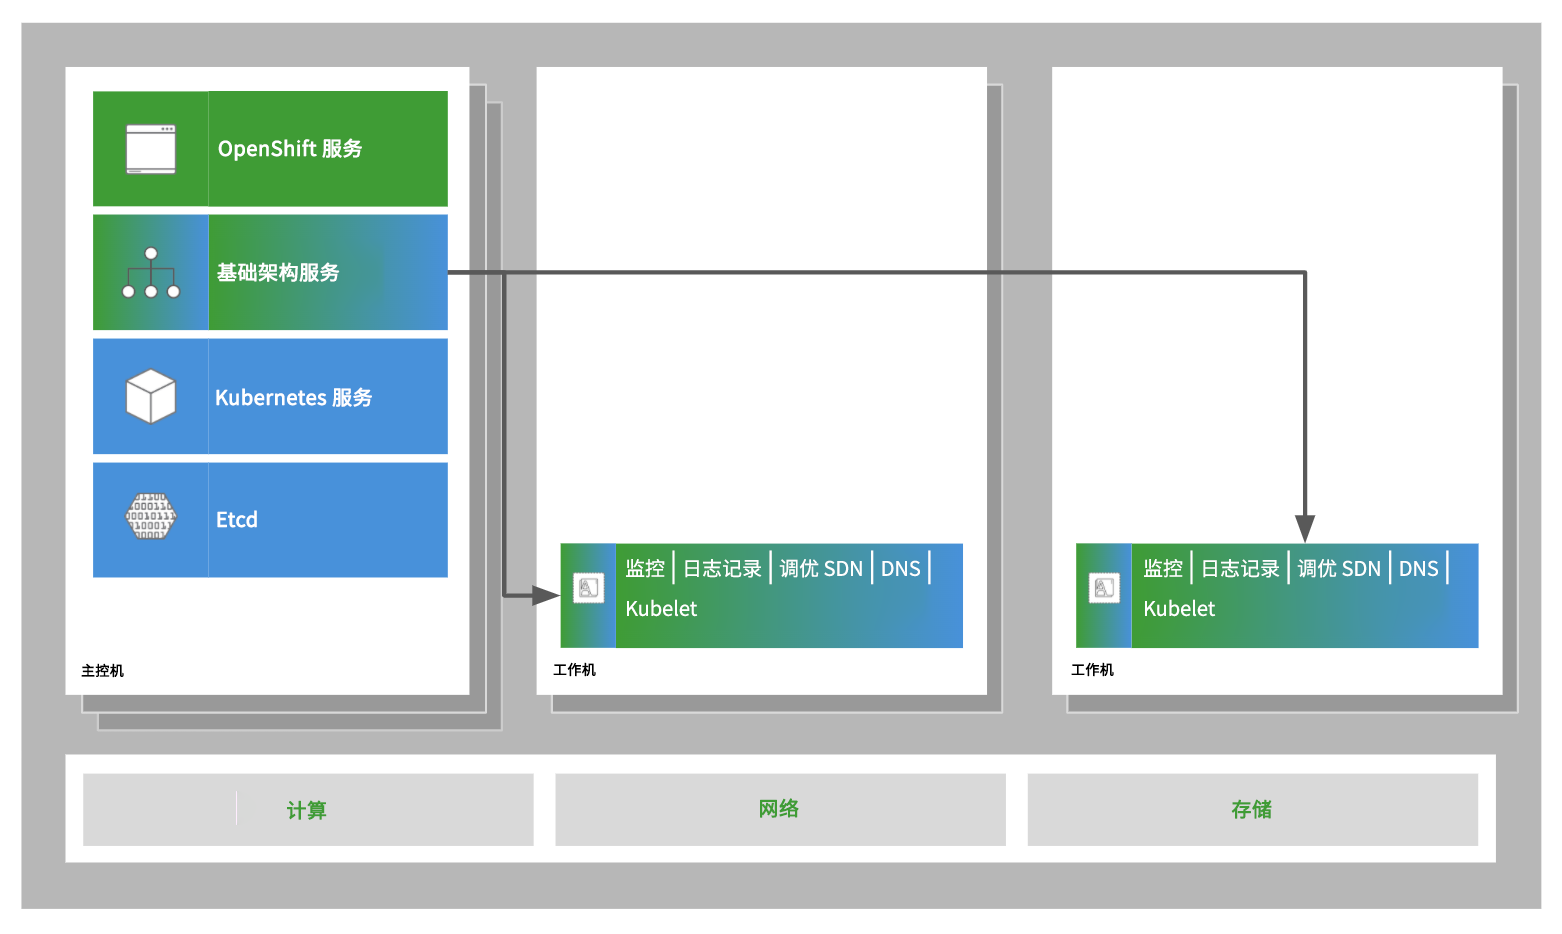 OpenShift 服务
基础架构服务
Kubernetes 服务
Etcd
主控机
监控 | 日志记录 | 调优 SDN | DNS |
Kubelet
工作机
监控 | 日志记录 | 调优 SDN | DNS |
Kubelet
工作机
计算
网络
存储